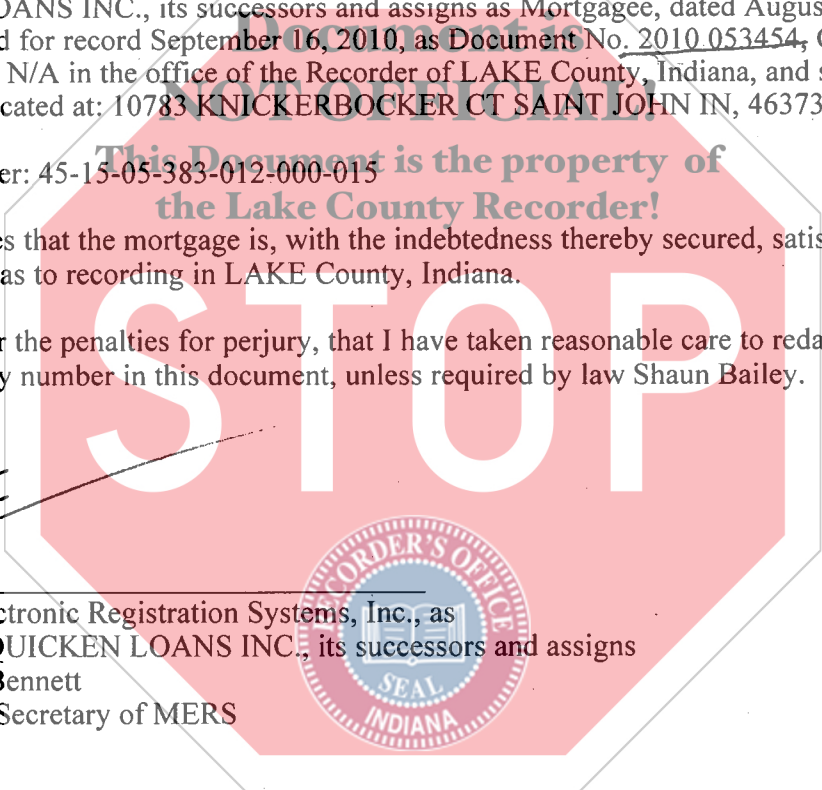 OANS INC., its successors and assigns as Mortgagee, dated Augus
Document is
d for record September 16, 2010, as Document No. 2010 053454,
N/A in the office of the Recorder of LAKE County, Indiana, and s
NOT OFFICIAL!
cated at: 10783 KNICKERBOCKER CT SAINT JOHN IN, 46373
This Document is the property of
er: 45-15-05-383-012-000-015
the Lake County Recorder!
es that the mortgage is, with the indebtedness thereby secured, satis
as to recording in LAKE County, Indiana.
r the penalties for perjury, that I have taken reasonable care to reda
y number in this document, unless required by law Shaun Bailey.
STOP
ctronic Registration Systems, Inc., as
QUICKEN LOANS INC., its successors and assigns
Bennett
Secretary of MERS
RECORDER'S OFFICE
SEAL
INDIANA